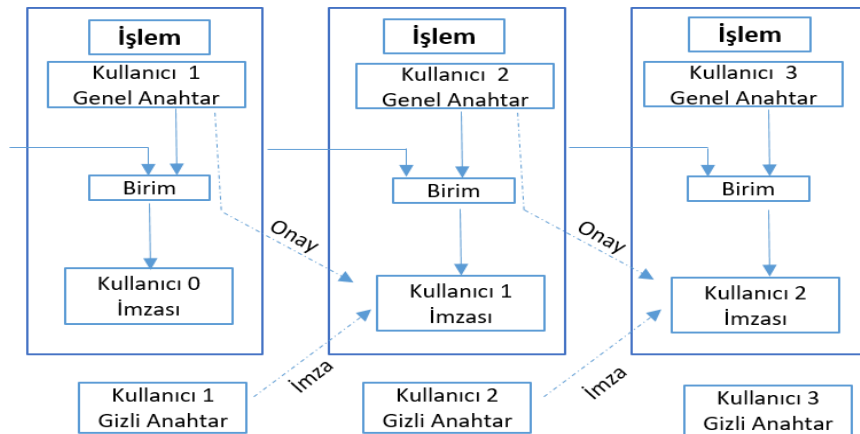 İşlem
Kullanıcı 1
Genel Anahtar
Birim
Kullanıcı 0
İmzası
Onay
İşlem
Kullanıcı 2
Genel Anahtar
Birim
Kullanıcı 1
İmzası
Onay
İşlem
Kullanıcı 3
Genel Anahtar
Birim
Kullanıcı 2
İmzası
Kullanıcı 1
Gizli Anahtar
İmza
Kullanıcı 2
Gizli Anahtar
İmza
Kullanıcı 3
Gizli Anahtar